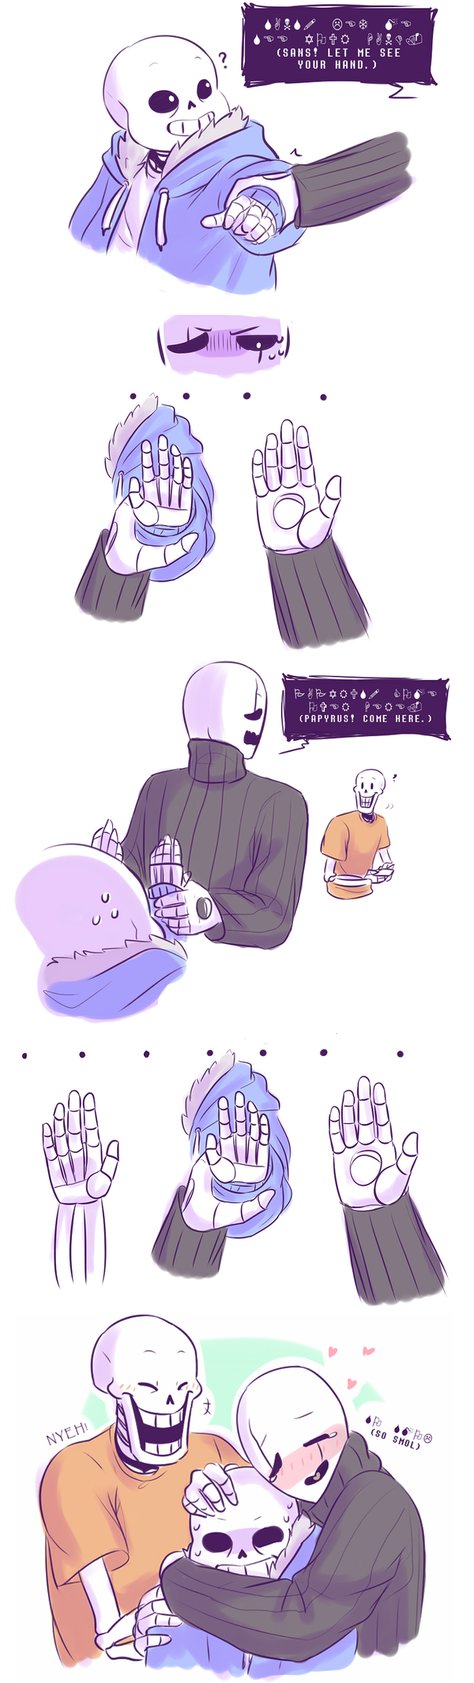 ?
(SANS! LET ME SEE
YOUR HAND.)
(PAPYRUS! COME HERE.)
?
NYEH!
(SO SMOL)